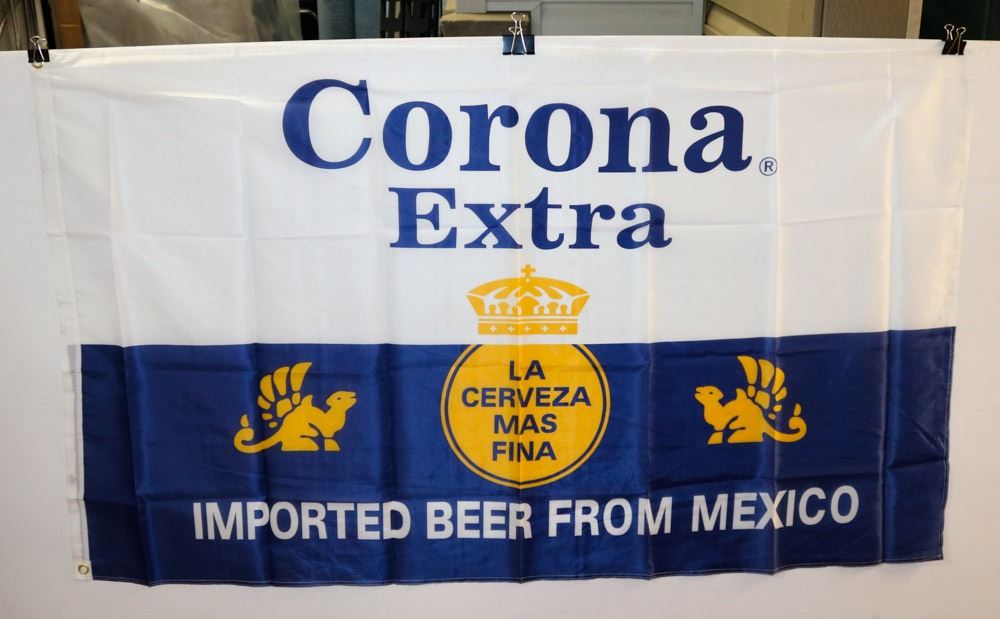 Corona®
Extra
LA
CERVEZA
MAS
FINA
IMPORTED BEER FROM MEXICO